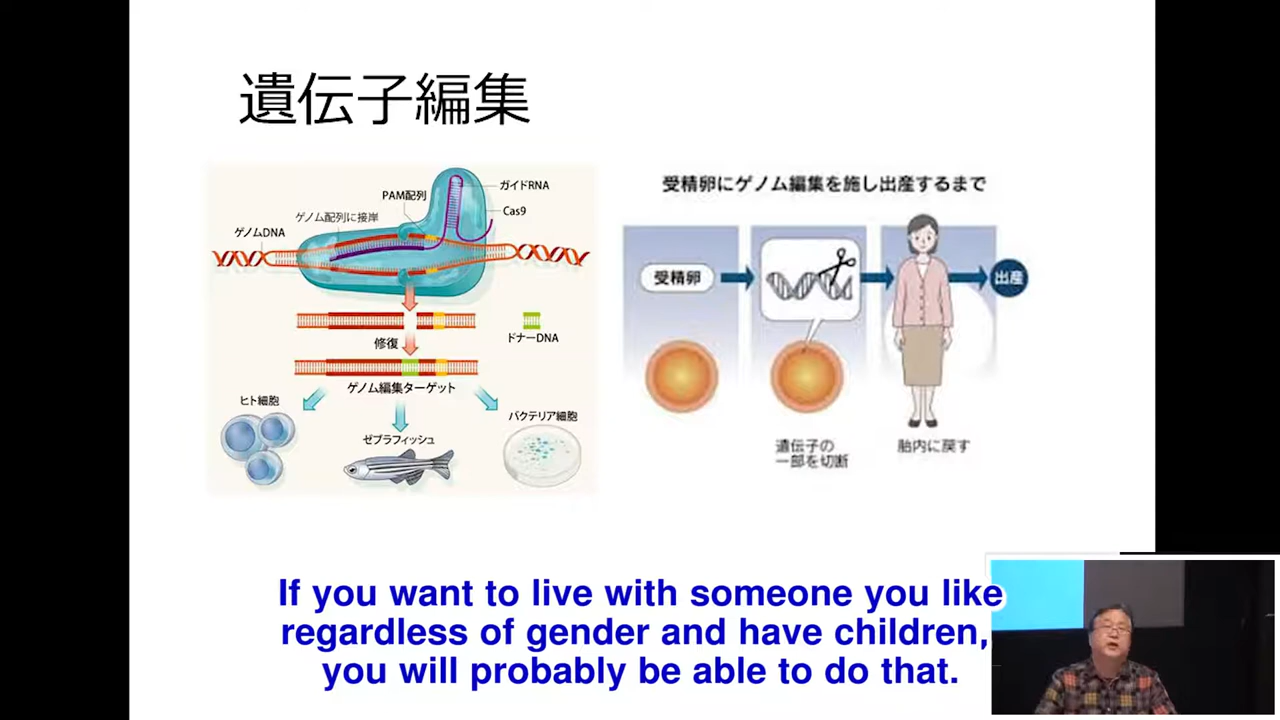 遺伝子編集
ガイドRNA
PAM配列
Cas9
ゲノム配列に接岸
ゲノムDNA
ドナーDNA
修復
ゲノム編集ターゲット
ヒト細胞
ゼブラフィッシュ
バクテリア細胞
受精卵にゲノム編集を施し出産するまで
受精卵
出産
遺伝子の
一部を切断
胎内に戻す
If you want to live with someone you like
regardless of gender and have children,
you will probably be able to do that.